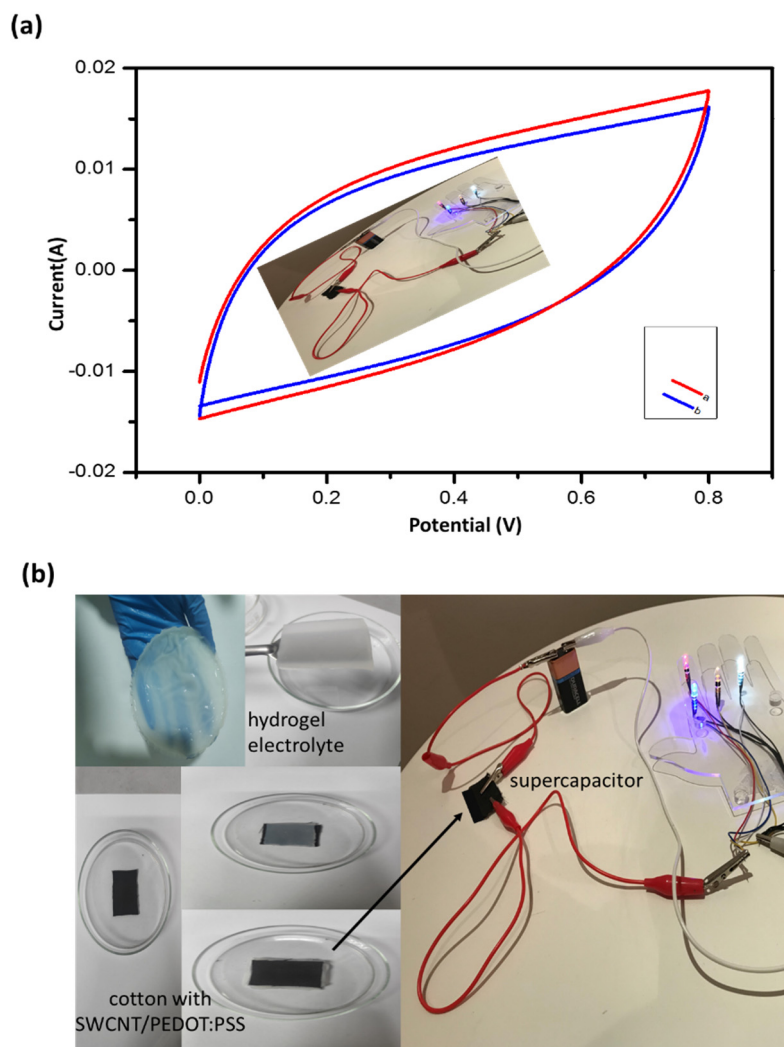 (a)
0.02
0.01
0.00
-0.01
-0.02
Current(A)
a
b
0.0
0.2
0.4
0.6
0.8
Potential (V)
(b)
hydrogel
electrolyte
supercapacitor
cotton with
SWCNT/PEDOT:PSS